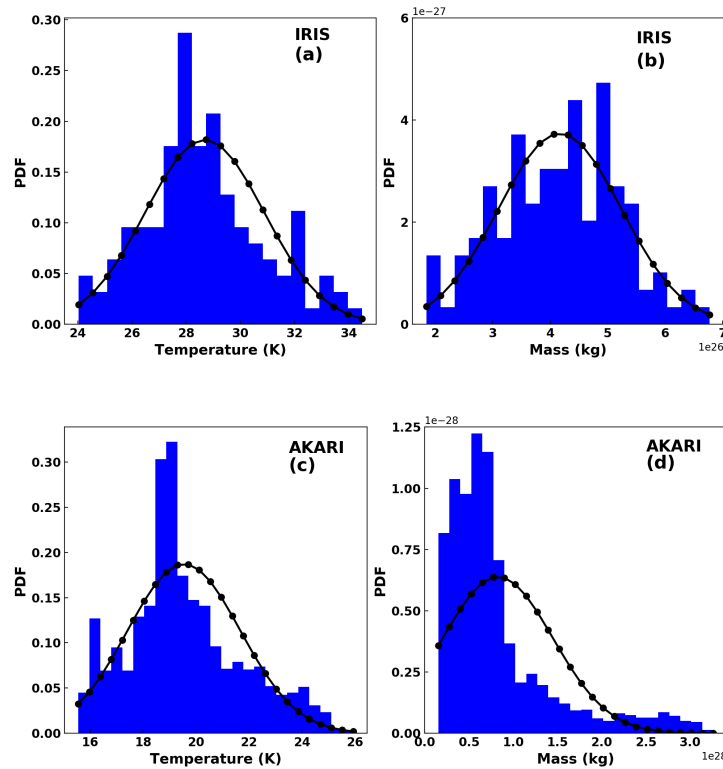 IRIS
(a)
0.30
0.25
0.20
0.15
0.10
0.05
0.00
PDF
24 26 28 30 32 34
Temperature (K)
1e−27
IRIS
(b)
6
4
2
0
PDF
2 3 4 5 6 7
1e26
Mass (kg)
AKARI
(c)
0.30
0.25
0.20
0.15
0.10
0.05
0.00
PDF
16 18 20 22 24 26
Temperature (K)
1e−28
AKARI
(d)
1.25
1.00
0.75
0.50
0.25
0.00
PDF
0.0 0.5 1.0 1.5 2.0 2.5 3.0
1e28
Mass (kg)